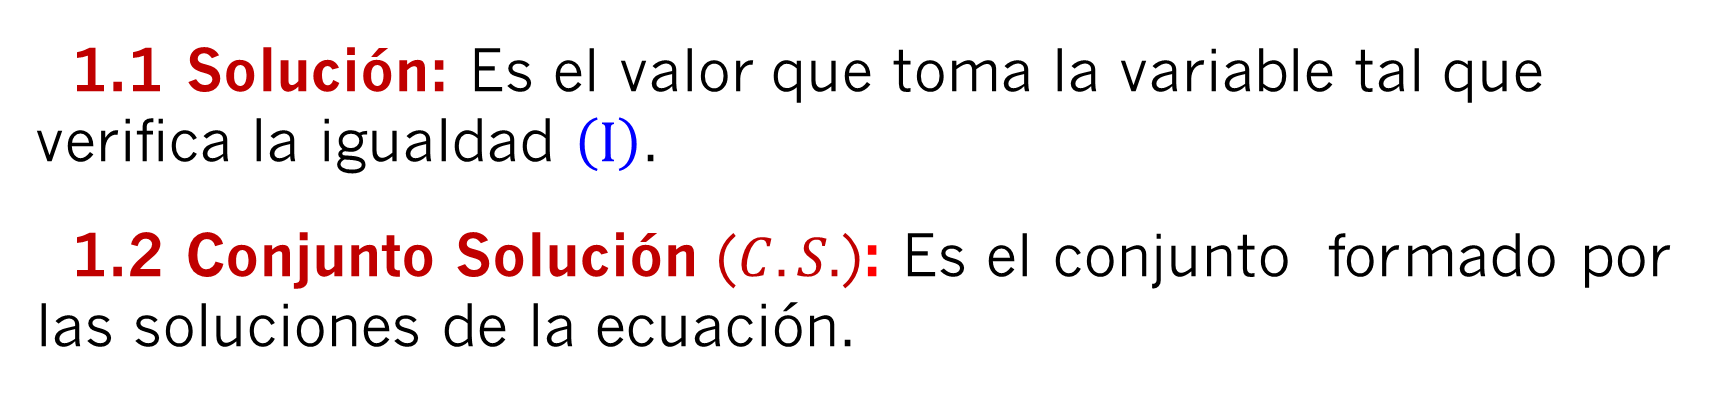 1.1 Solución: Es el valor que toma la variable tal que
verifica la igualdad (I).
1.2 Conjunto Solución (C.S.): Es el conjunto formado por
las soluciones de la ecuación.